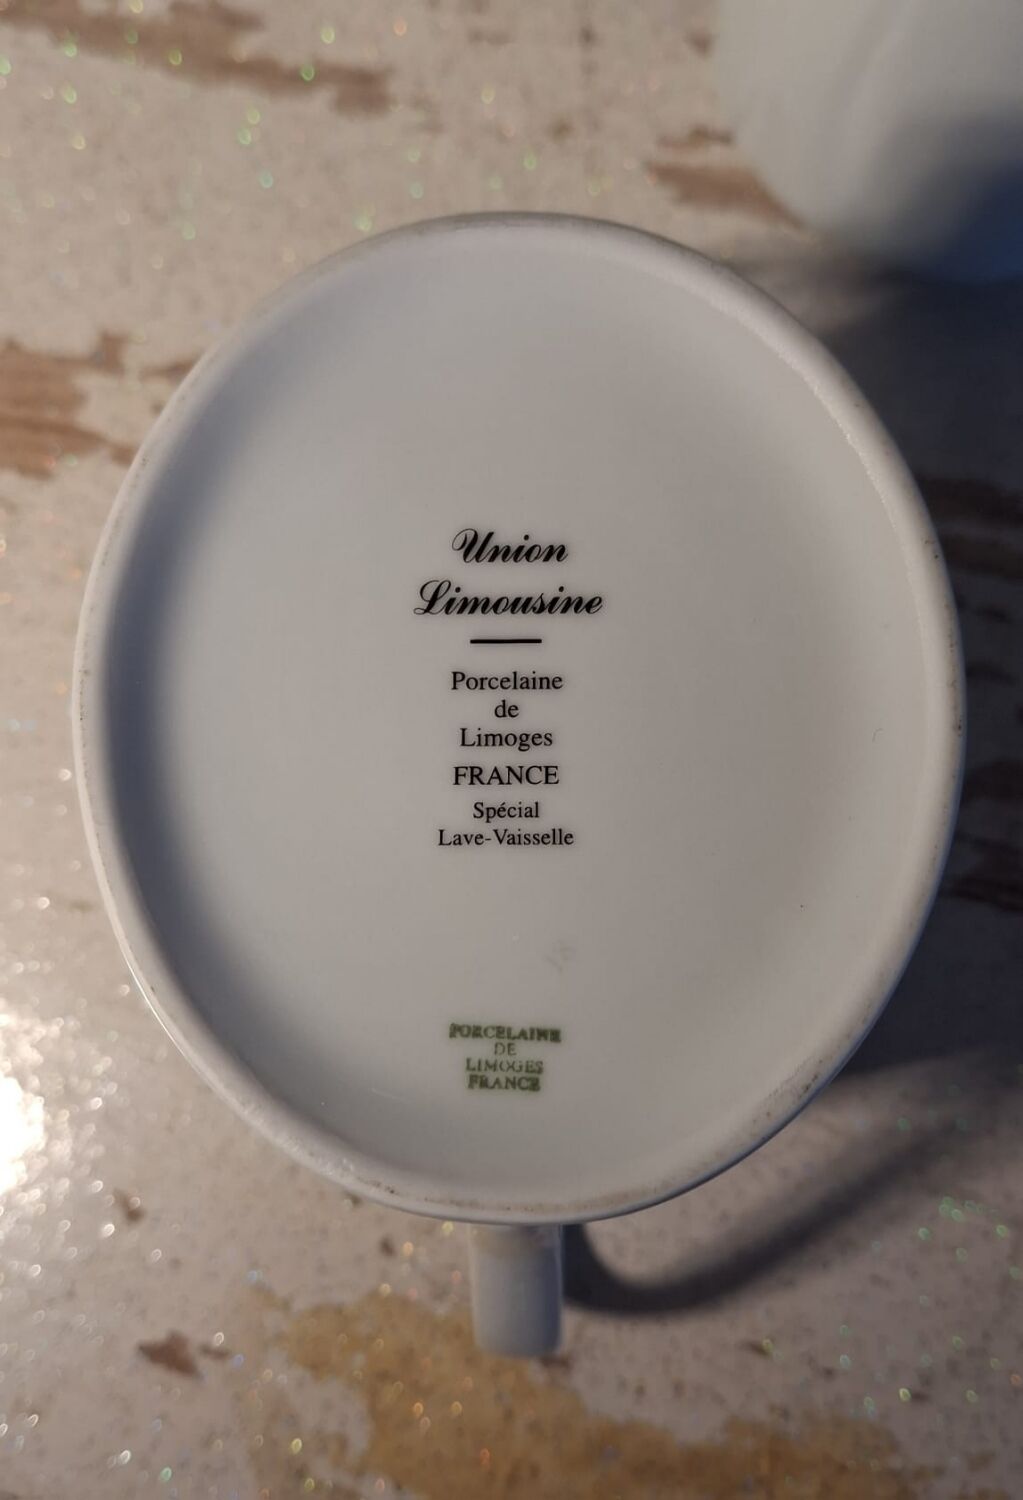 Union
Limousine
Porcelaine
de
Limoges
FRANCE
Spécial
Lave-Vaisselle
PORCELAINE
DE
LIMOGES
FRANCE